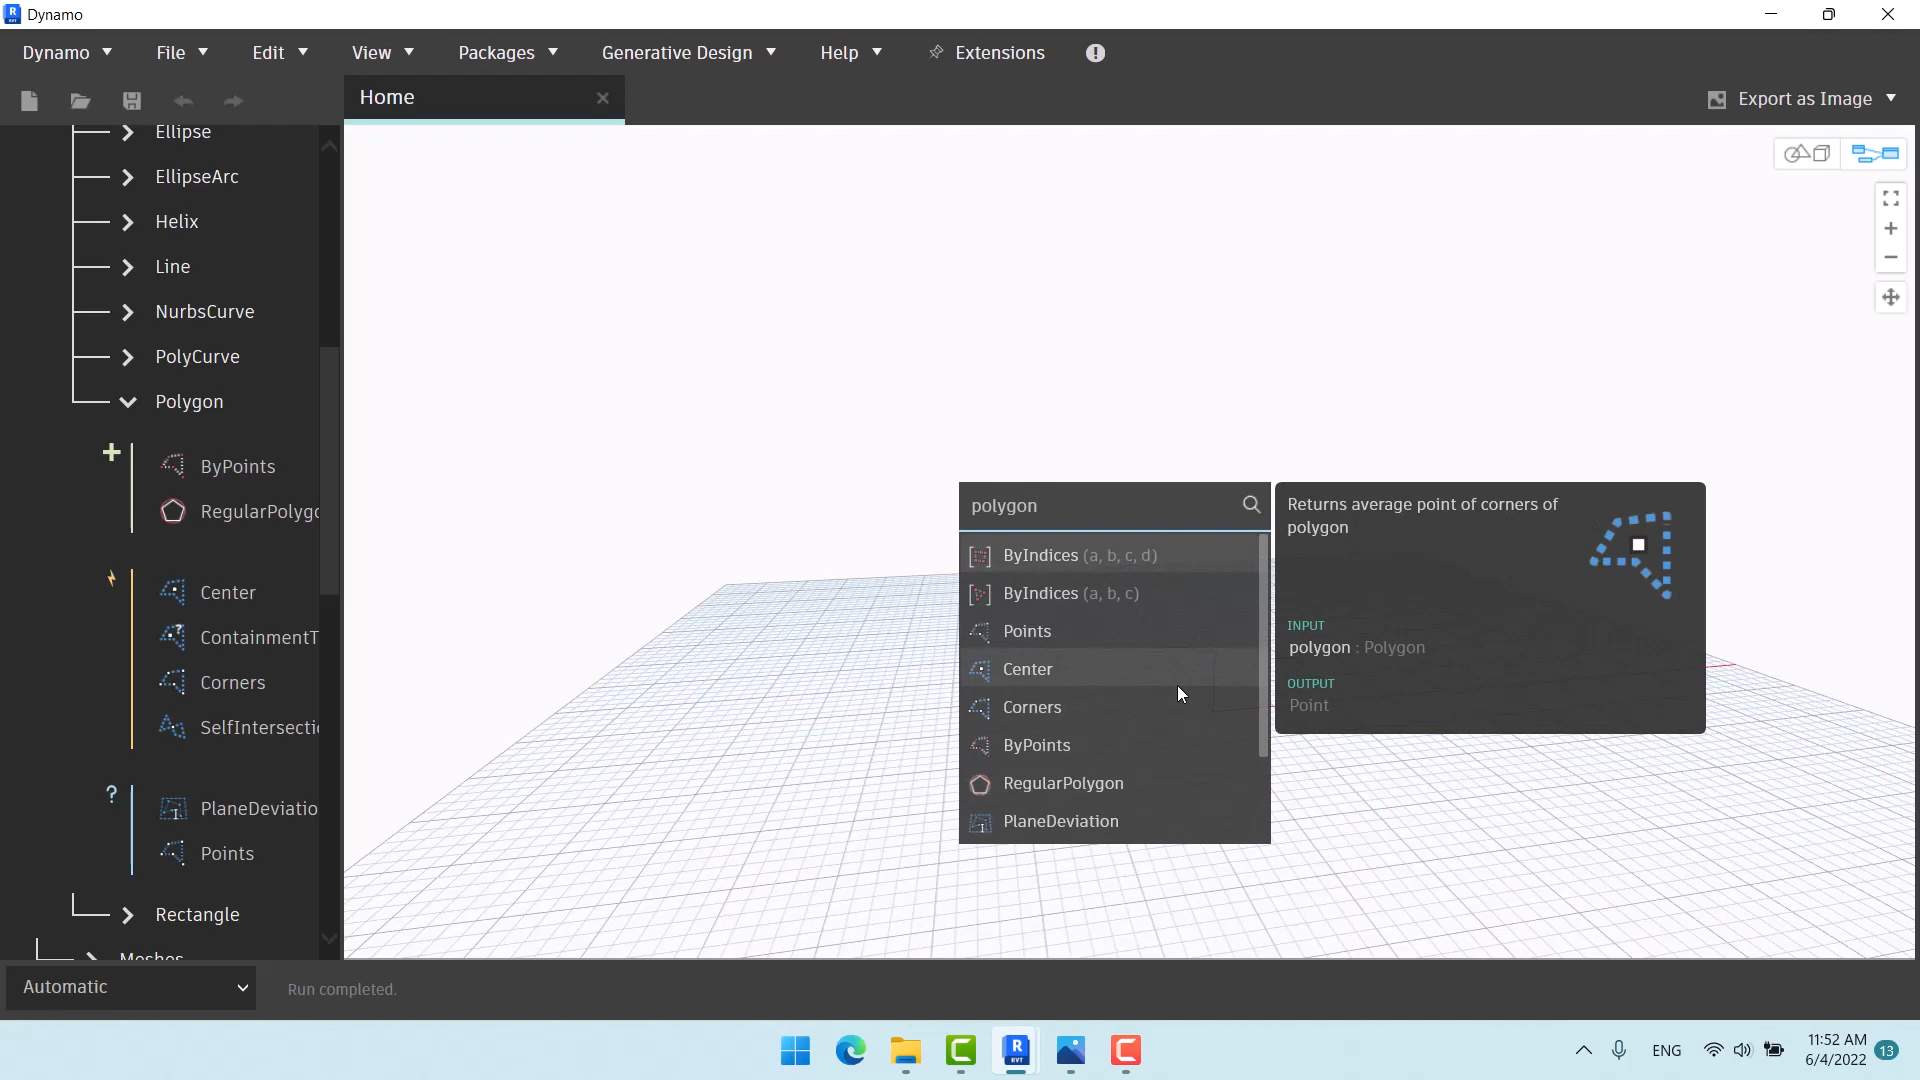 Dynamo
Dynamo File Edit View Packages Generative Design Help Extensions
Home
Export as Image
Ellipse
EllipseArc
Helix
Line
NurbsCurve
PolyCurve
Polygon
ByPoints
RegularPolygo
Center
ContainmentT
Corners
SelfIntersectio
PlaneDeviatio
Points
Rectangle
Meshes
polygon
ByIndices (a, b, c, d)
ByIndices (a, b, c)
Points
Center
Corners
ByPoints
RegularPolygon
PlaneDeviation
Returns average point of corners of
polygon
INPUT
polygon : Polygon
OUTPUT
Point
Automatic
Run completed.
R
RVT
ENG
11:52 AM
6/4/2022
13